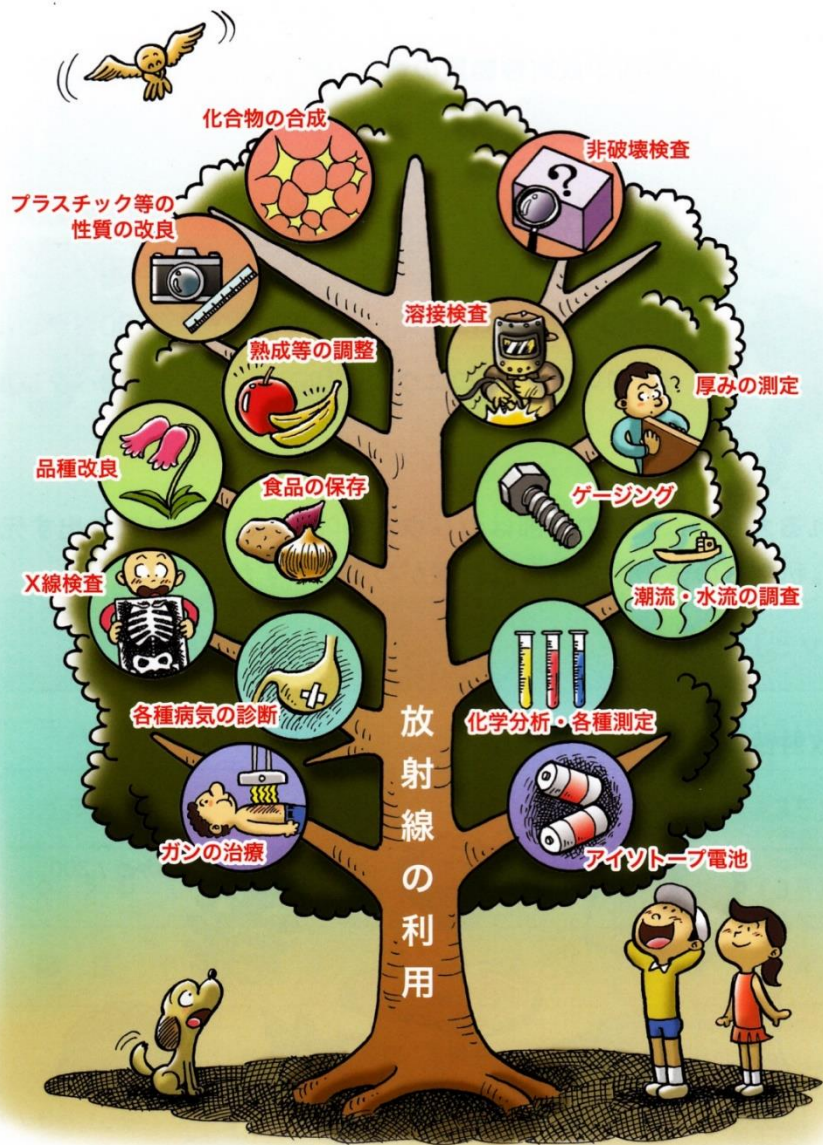 化合物の合成
非破壊検査
?
プラスチック等の
性質の改良
溶接検査
熟成等の調整
厚みの測定
?
品種改良
食品の保存
ゲージング
X線検査
潮流・水流の調査
各種病気の診断
化学分析・各種測定
ガンの治療
アイソトープ電池
放射線の利用